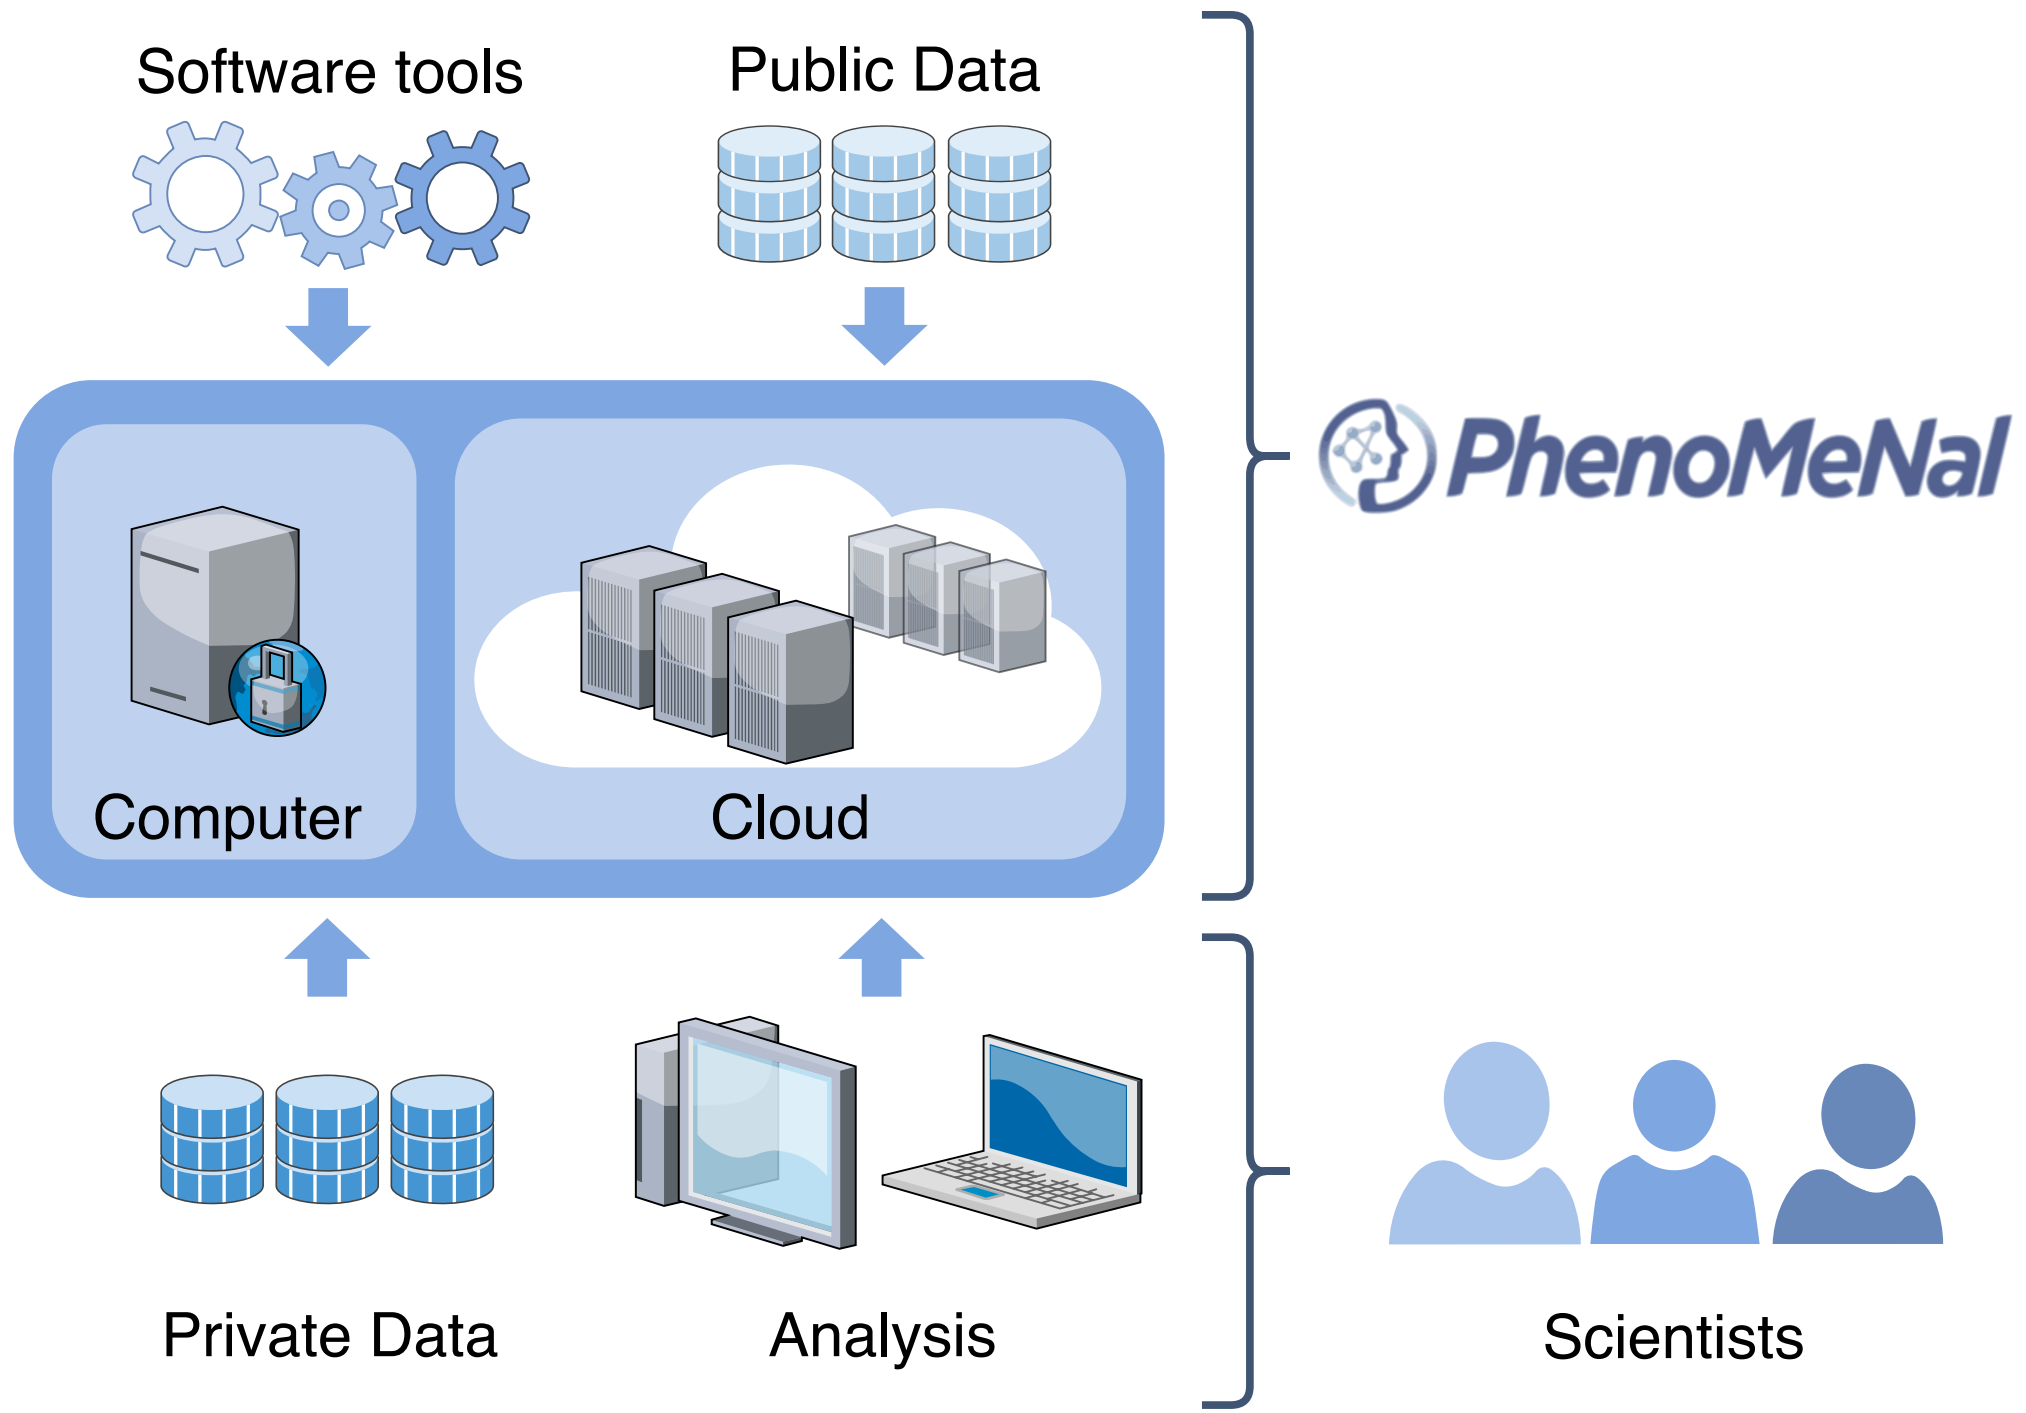 Software tools
Public Data
PhenoMeNal
Computer
Cloud
Private Data
Analysis
Scientists